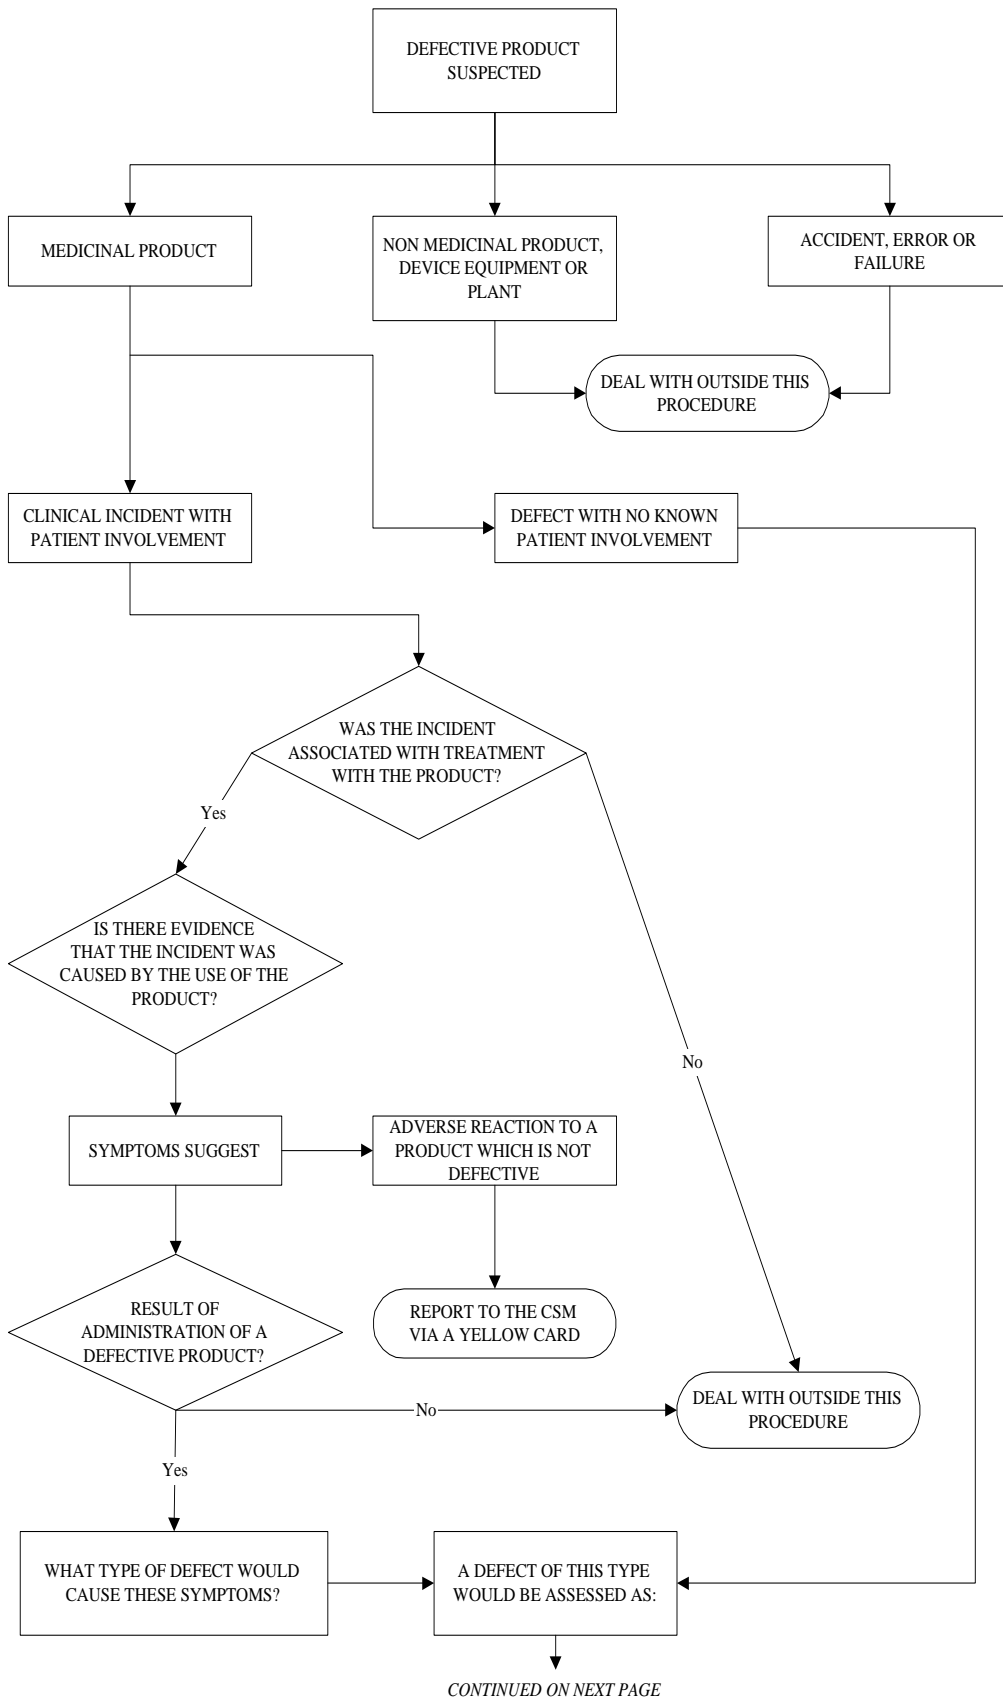 DEFECTIVE PRODUCT
SUSPECTED
MEDICINAL PRODUCT
NON MEDICINAL PRODUCT,
DEVICE EQUIPMENT OR
PLANT
ACCIDENT, ERROR OR
FAILURE
DEAL WITH OUTSIDE THIS
PROCEDURE
CLINICAL INCIDENT WITH
PATIENT INVOLVEMENT
DEFECT WITH NO KNOWN
PATIENT INVOLVEMENT
WAS THE INCIDENT
ASSOCIATED WITH TREATMENT
WITH THE PRODUCT?
Yes
IS THERE EVIDENCE
THAT THE INCIDENT WAS
CAUSED BY THE USE OF THE
PRODUCT?
No
SYMPTOMS SUGGEST
ADVERSE REACTION TO A
PRODUCT WHICH IS NOT
DEFECTIVE
RESULT OF
ADMINISTRATION OF A
DEFECTIVE PRODUCT?
REPORT TO THE CSM
VIA A YELLOW CARD
No
DEAL WITH OUTSIDE THIS
PROCEDURE
Yes
WHAT TYPE OF DEFECT WOULD
CAUSE THESE SYMPTOMS?
A DEFECT OF THIS TYPE
WOULD BE ASSESSED AS:
CONTINUED ON NEXT PAGE